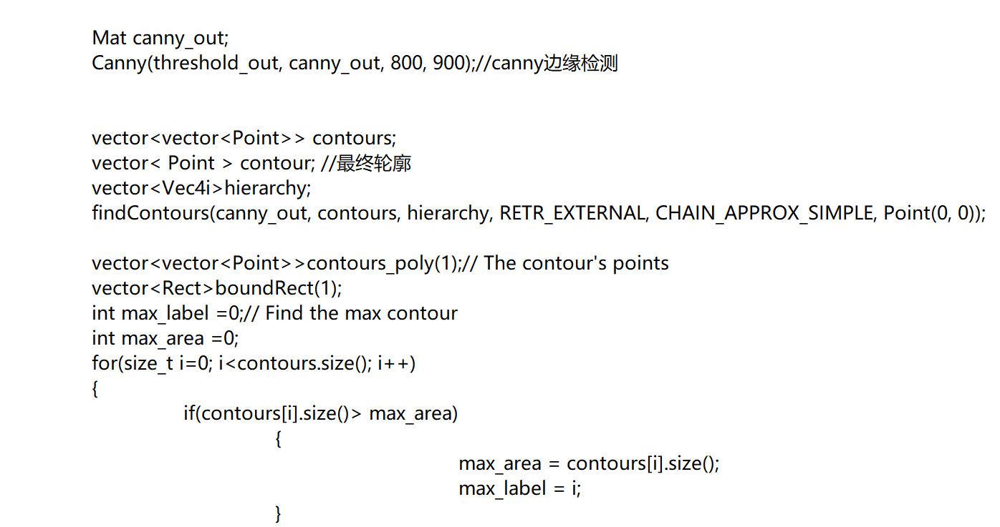 Mat canny_out;
Canny(threshold_out, canny_out, 800, 900);//canny边缘检测
vector<vector<Point>> contours;
vector< Point > contour; //最终轮廓
vector<Vec4i>hierarchy;
findContours(canny_out, contours, hierarchy, RETR_EXTERNAL, CHAIN_APPROX_SIMPLE, Point(0, 0));
vector<vector<Point>>contours_poly(1);// The contour's points
vector<Rect>boundRect(1);
int max_label =0;// Find the max contour
int max_area =0;
for(size_t i=0; i<contours.size(); i++)
{
if(contours[i].size()> max_area)
{
max_area = contours[i].size();
max_label = i;
}